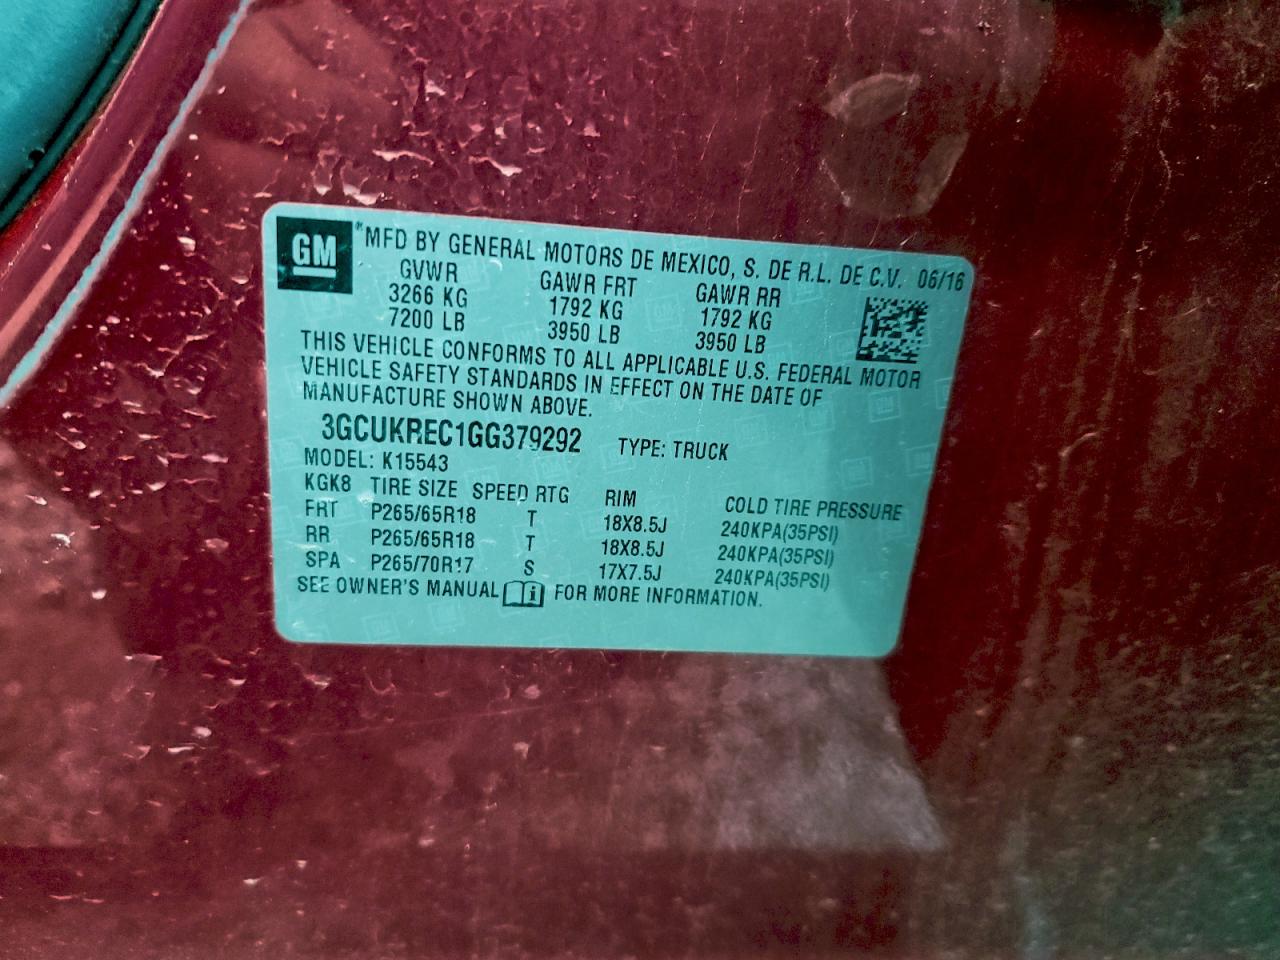 GM *MFD BY GENERAL MOTORS DE MEXICO, S. DE R.L. DE C.V. 06/16
GVWR GAWR FRT GAWR RR
3266 KG 1792 KG 1792 KG
7200 LB 3950 LB 3950 LB
THIS VEHICLE CONFORMS TO ALL APPLICABLE U.S. FEDERAL MOTOR
VEHICLE SAFETY STANDARDS IN EFFECT ON THE DATE OF
MANUFACTURE SHOWN ABOVE.
3GCUKREC1GG379292 TYPE: TRUCK
MODEL: K15543
KGK8 TIRE SIZE SPEED RTG RIM COLD TIRE PRESSURE
FRT P265/65R18 T 18X8.5J 240KPA(35PSI)
RR P265/65R18 T 18X8.5J 240KPA(35PSI)
SPA P265/70R17 S 17X7.5J 240KPA(35PSI)
SEE OWNER'S MANUAL i FOR MORE INFORMATION.